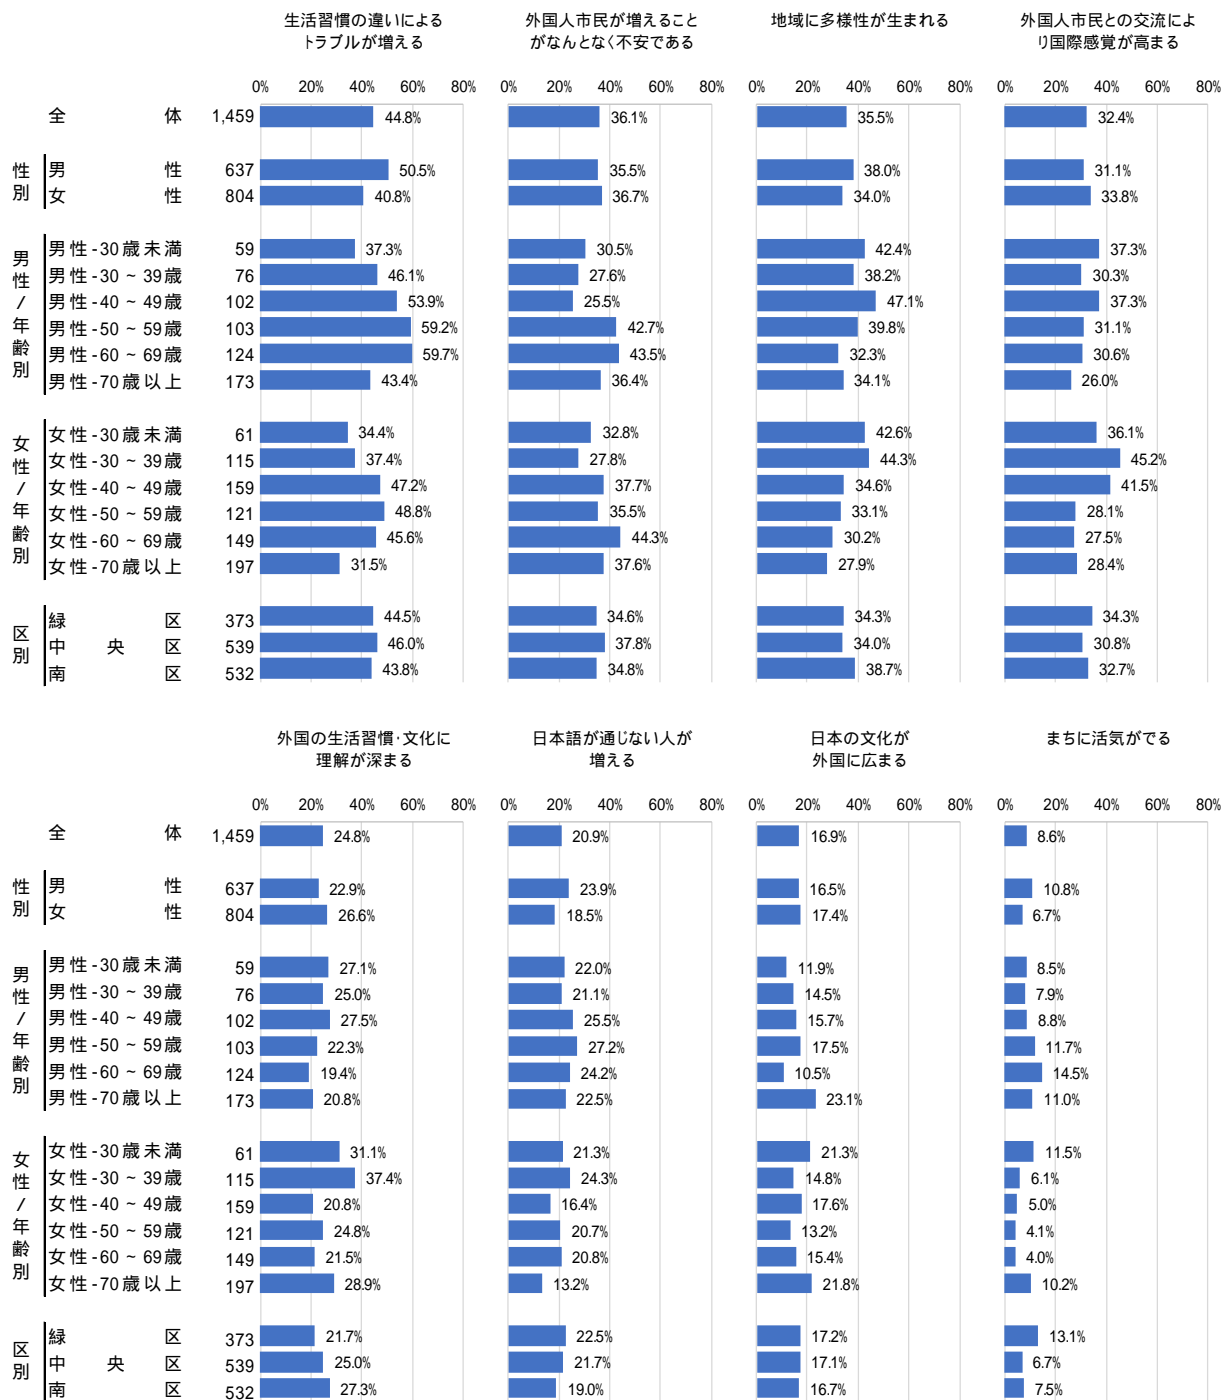 生活習慣の違いによる
トラブルが増える
外国人市民が増えること
がなんとなく不安である
地域に多様性が生まれる
外国人市民との交流によ
り国際感覚が高まる
0% 20% 40% 60% 80% 0% 20% 40% 60% 80% 0% 20% 40% 60% 80% 0% 20% 40% 60% 80%
全体 1,459 44.8% 36.1% 35.5% 32.4%
性別
男性 637 50.5% 35.5% 38.0% 31.1%
女性 804 40.8% 36.7% 34.0% 33.8%
男性/年齢別
男性-30歳未満 59 37.3% 30.5% 42.4% 37.3%
男性-30~39歳 76 46.1% 27.6% 38.2% 30.3%
男性-40~49歳 102 53.9% 25.5% 47.1% 37.3%
男性-50~59歳 103 59.2% 42.7% 39.8% 31.1%
男性-60~69歳 124 59.7% 43.5% 32.3% 30.6%
男性-70歳以上 173 43.4% 36.4% 34.1% 26.0%
女性/年齢別
女性-30歳未満 61 34.4% 32.8% 42.6% 36.1%
女性-30~39歳 115 37.4% 27.8% 44.3% 45.2%
女性-40~49歳 159 47.2% 37.7% 34.6% 41.5%
女性-50~59歳 121 48.8% 35.5% 33.1% 28.1%
女性-60~69歳 149 45.6% 44.3% 30.2% 27.5%
女性-70歳以上 197 31.5% 37.6% 27.9% 28.4%
区別
緑区 373 44.5% 34.6% 34.3% 34.3%
中央区 539 46.0% 37.8% 34.0% 30.8%
南区 532 43.8% 34.8% 38.7% 32.7%
外国の生活習慣・文化に
理解が深まる
日本語が通じない人が
増える
日本の文化が
外国に広まる
まちに活気がでる
0% 20% 40% 60% 80% 0% 20% 40% 60% 80% 0% 20% 40% 60% 80% 0% 20% 40% 60% 80%
全体 1,459 24.8% 20.9% 16.9% 8.6%
性別
男性 637 22.9% 23.9% 16.5% 10.8%
女性 804 26.6% 18.5% 17.4% 6.7%
男性/年齢別
男性-30歳未満 59 27.1% 22.0% 11.9% 8.5%
男性-30~39歳 76 25.0% 21.1% 14.5% 7.9%
男性-40~49歳 102 27.5% 25.5% 15.7% 8.8%
男性-50~59歳 103 22.3% 27.2% 17.5% 11.7%
男性-60~69歳 124 19.4% 24.2% 10.5% 14.5%
男性-70歳以上 173 20.8% 22.5% 23.1% 11.0%
女性/年齢別
女性-30歳未満 61 31.1% 21.3% 21.3% 11.5%
女性-30~39歳 115 37.4% 24.3% 14.8% 6.1%
女性-40~49歳 159 20.8% 16.4% 17.6% 5.0%
女性-50~59歳 121 24.8% 20.7% 13.2% 4.1%
女性-60~69歳 149 21.5% 20.8% 15.4% 4.0%
女性-70歳以上 197 28.9% 13.2% 21.8% 10.2%
区別
緑区 373 21.7% 22.5% 17.2% 13.1%
中央区 539 25.0% 21.7% 17.1% 6.7%
南区 532 27.3% 19.0% 16.7% 7.5%